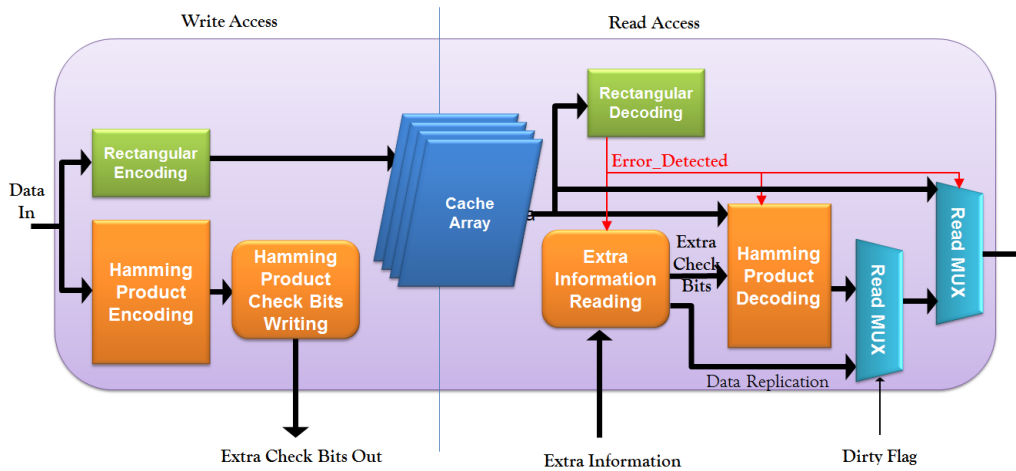 Write Access
Read Access
Rectangular
Decoding
Rectangular
Encoding
Error_Detected
Data
In
Cache
Array
Read MUX
Hamming
Product
Encoding
Hamming
Product
Check Bits
Writing
Extra
Information
Reading
Extra
Check
Bits
Hamming
Product
Decoding
Read MUX
Data Replication
Extra Check Bits Out
Extra Information
Dirty Flag